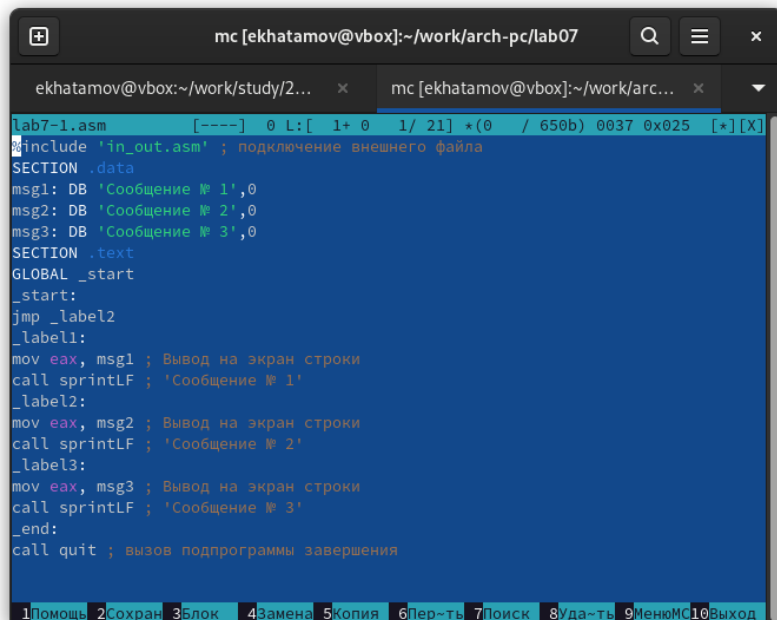 mc [ekhatamov@vbox]:~/work/arch-pc/lab07
ekhatamov@vbox:~/work/study/2... × mc [ekhatamov@vbox]:~/work/arc... ×
lab7-1.asm [----] 0 L:[ 1+ 0 1/ 21] *(0 / 650b) 0037 0x025 [*][X]
%include 'in_out.asm' ; подключение внешнего файла
SECTION .data
msg1: DB 'Сообщение № 1',0
msg2: DB 'Сообщение № 2',0
msg3: DB 'Сообщение № 3',0
SECTION .text
GLOBAL _start
_start:
jmp _label2
_label1:
mov eax, msg1 ; Вывод на экран строки
call sprintLF ; 'Сообщение № 1'
_label2:
mov eax, msg2 ; Вывод на экран строки
call sprintLF ; 'Сообщение № 2'
_label3:
mov eax, msg3 ; Вывод на экран строки
call sprintLF ; 'Сообщение № 3'
_end:
call quit ; вызов подпрограммы завершения
1Помощь 2Сохран 3Блок 4Замена 5Копия 6Пер~ть 7Поиск 8Уда~ть 9МенюMC 10Выход